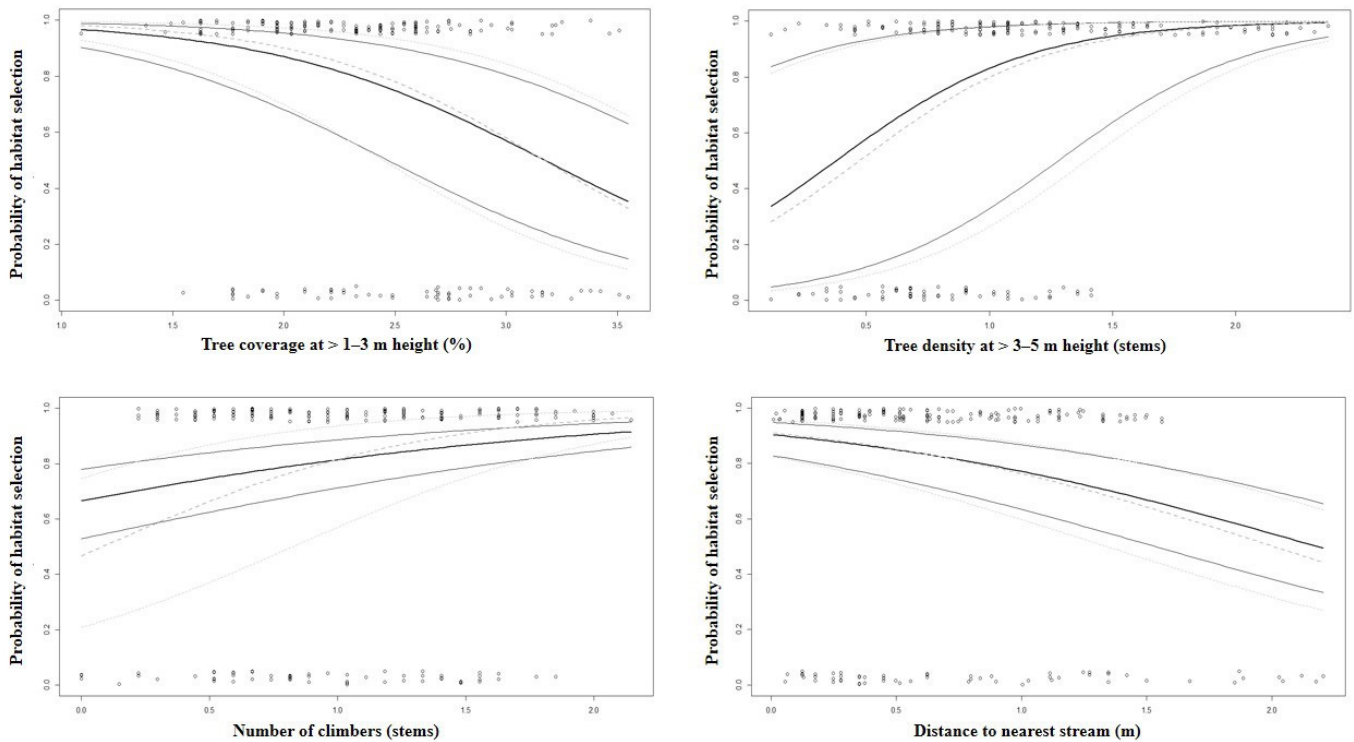 Probability of habitat selection
1.0
0.8
0.6
0.4
0.2
0.0
1.0 1.5 2.0 2.5 3.0 3.5
Tree coverage at > 1–3 m height (%)
Probability of habitat selection
1.0
0.8
0.6
0.4
0.2
0.0
0.5 1.0 1.5 2.0
Tree density at > 3–5 m height (stems)
Probability of habitat selection
1.0
0.8
0.6
0.4
0.2
0.0
0.0 0.5 1.0 1.5 2.0
Number of climbers (stems)
Probability of habitat selection
1.0
0.8
0.6
0.4
0.2
0.0
0.0 0.5 1.0 1.5 2.0
Distance to nearest stream (m)